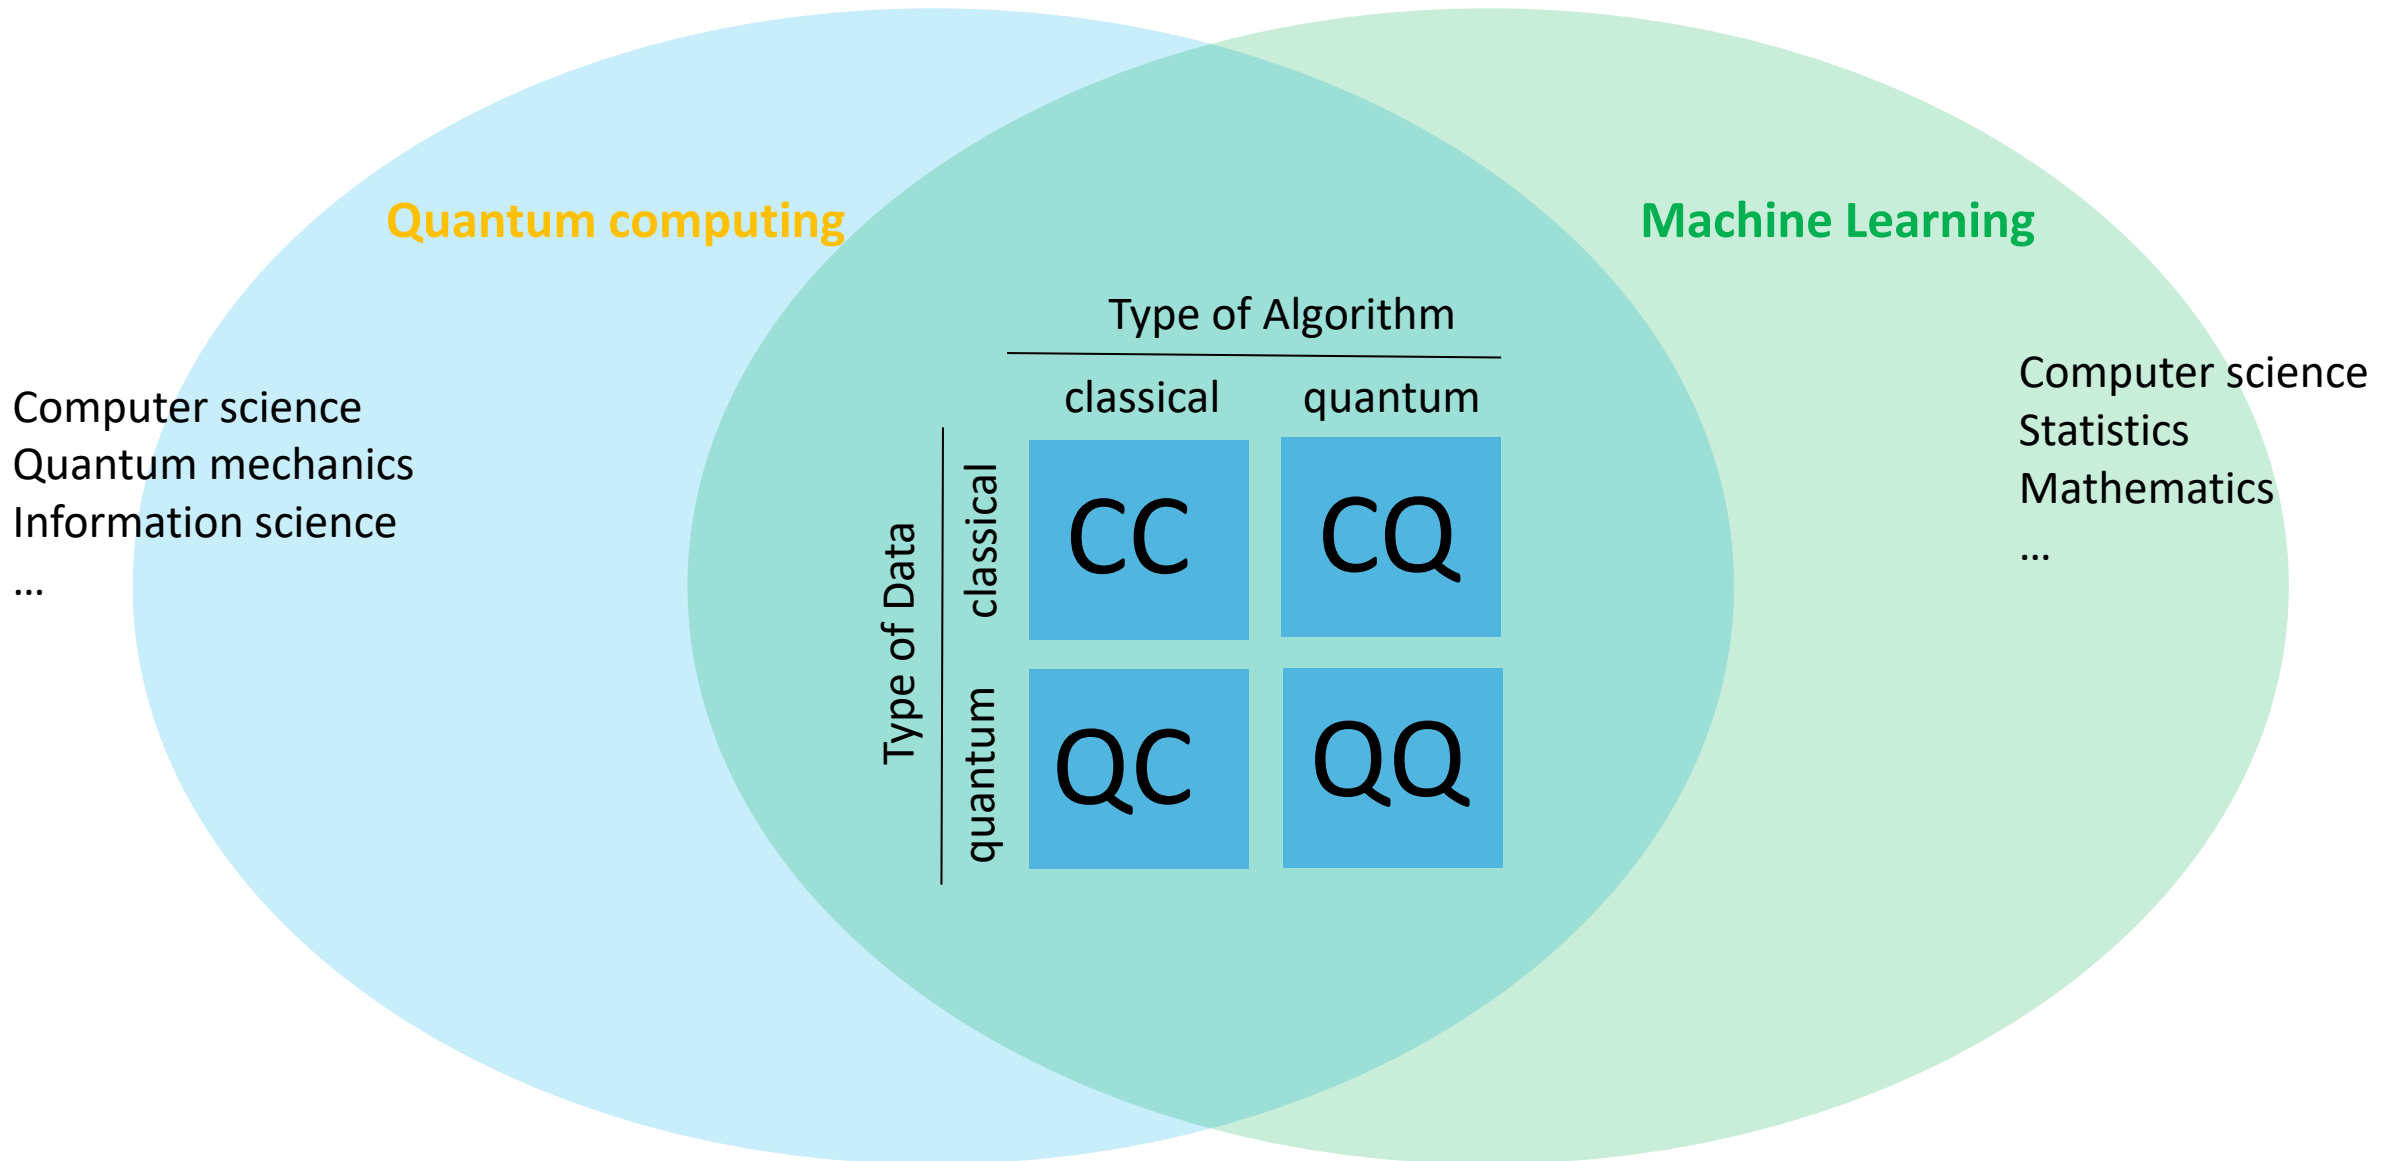 Quantum computing
Machine Learning
Computer science
Quantum mechanics
Information science
...
Type of Algorithm
classical quantum
Type of Data
classical
quantum
CC CQ
QC QQ
Computer science
Statistics
Mathematics
...